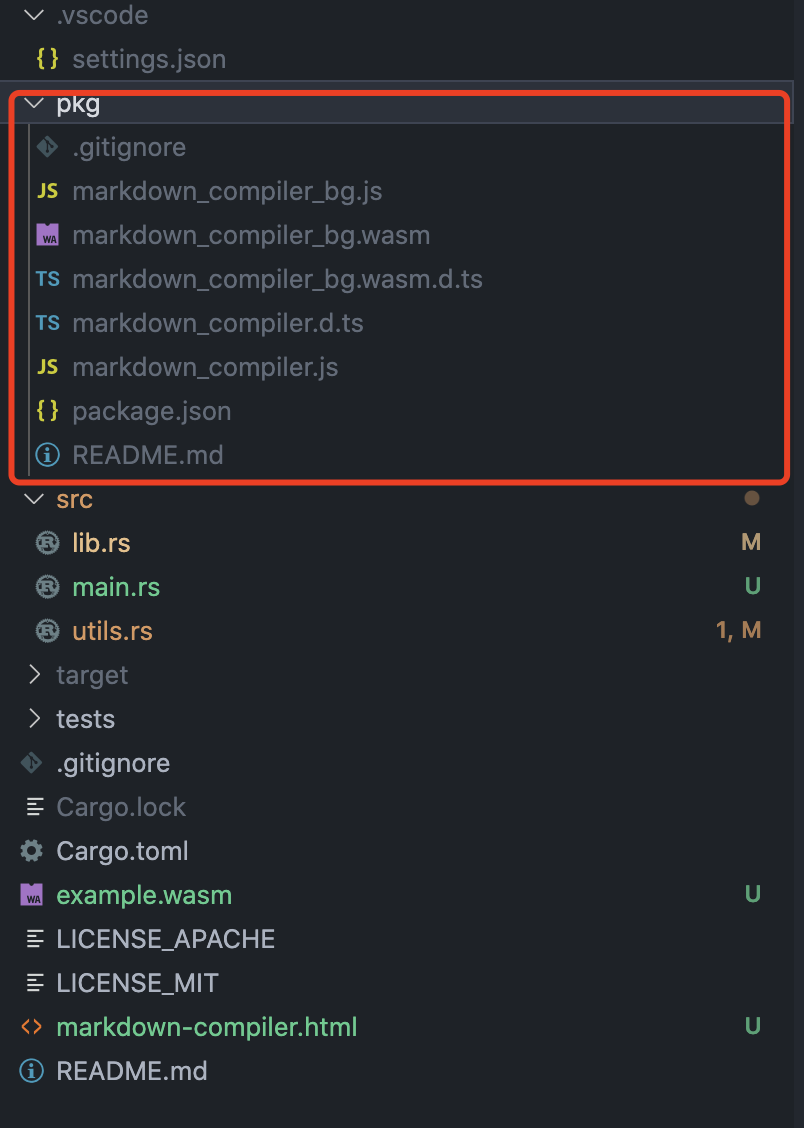 .vscode
{} settings.json
pkg
.gitignore
JS markdown_compiler_bg.js
WA markdown_compiler_bg.wasm
TS markdown_compiler_bg.wasm.d.ts
TS markdown_compiler.d.ts
JS markdown_compiler.js
{} package.json
README.md
src
lib.rs M
main.rs U
utils.rs 1, M
target
tests
.gitignore
Cargo.lock
Cargo.toml
WA example.wasm U
LICENSE_APACHE
LICENSE_MIT
<> markdown-compiler.html U
README.md